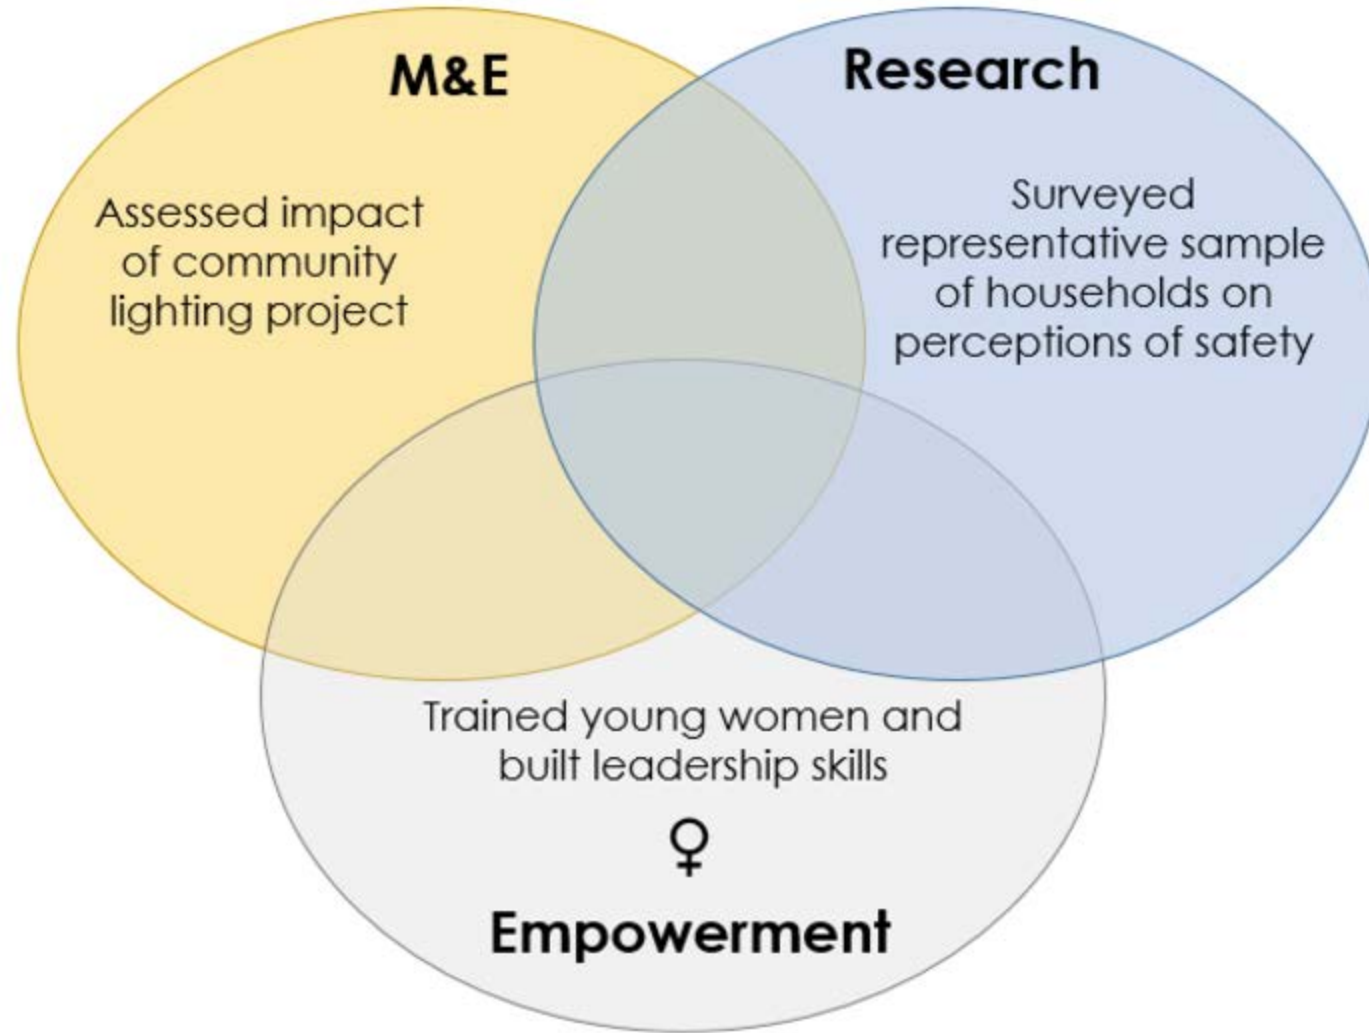 M&E
Assessed impact
of community
lighting project
Research
Surveyed
representative sample
of households on
perceptions of safety
Trained young women and
built leadership skills
♀
Empowerment